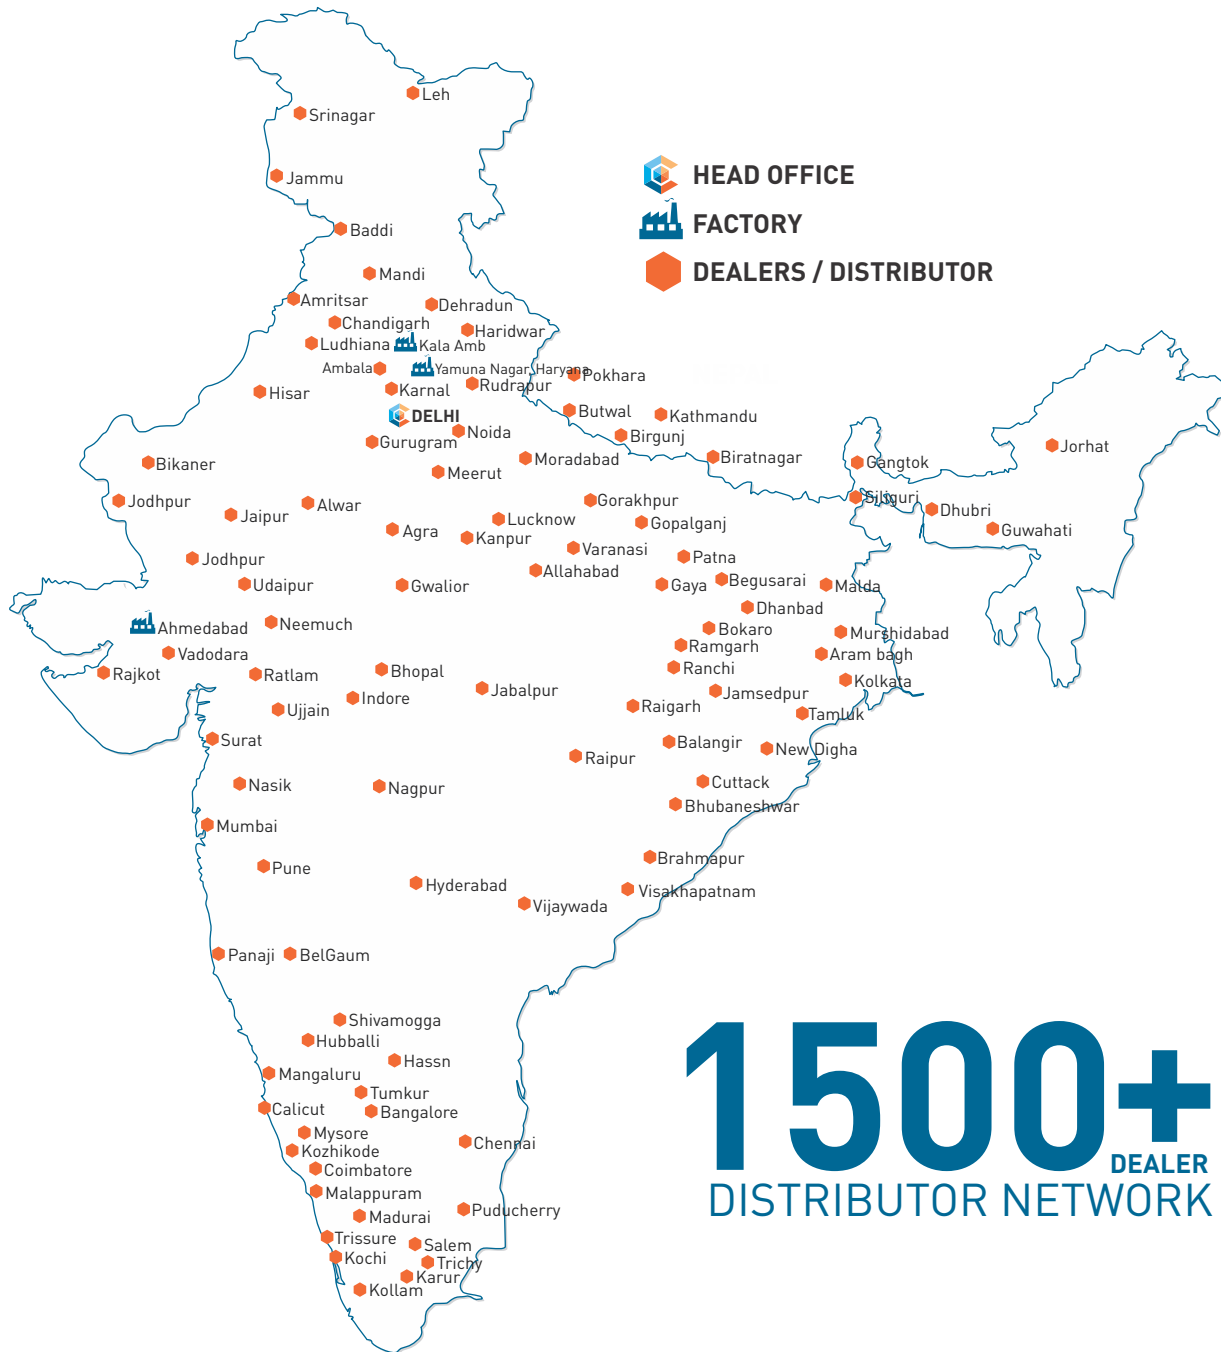 Leh
Srinagar
HEAD OFFICE
Jammu
FACTORY
Baddi
DEALERS / DISTRIBUTOR
Mandi
Amritsar
Dehradun
Chandigarh
Haridwar
Ludhiana
Kala Amb
Ambala
Yamuna Nagar Haryana
Pokhara
Hisar
Karnal
Rudrapur
DELHI
Butwal
Kathmandu
Gurugram
Noida
Birgunj
Jorhat
Bikaner
Meerut
Moradabad
Biratnagar
Gangtok
Jodhpur
Alwar
Gorakhpur
Siliguri
Dhubri
Jaipur
Lucknow
Gopalganj
Agra
Kanpur
Guwahati
Varanasi
Jodhpur
Patna
Allahabad
Udaipur
Gwalior
Gaya
Begusarai
Malda
Dhanbad
Ahmedabad
Neemuch
Bokaro
Murshidabad
Vadodara
Ramgarh
Aram bagh
Rajkot
Ratlam
Bhopal
Ranchi
Kolkata
Indore
Jabalpur
Jamsedpur
Ujjain
Raigarh
Tamluk
Surat
Balangir
New Digha
Raipur
Nasik
Nagpur
Cuttack
Bhubaneshwar
Mumbai
Pune
Brahmapur
Hyderabad
Visakhapatnam
Vijaywada
Panaji
BelGaum
Shivamogga
Hubballi
Hassn
Mangaluru
Tumkur
Calicut
Bangalore
Mysore
Chennai
Kozhikode
Coimbatore
Malappuram
Madurai
Puducherry
Trissure
Salem
Kochi
Trichy
Karur
Kollam
1500+
DEALER
DISTRIBUTOR NETWORK